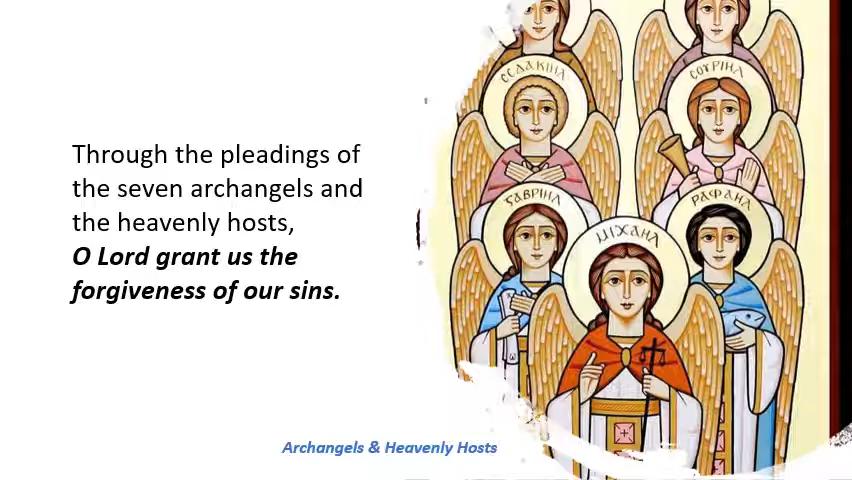 Through the pleadings of
the seven archangels and
the heavenly hosts,
O Lord grant us the
forgiveness of our sins.
Archangels & Heavenly Hosts
ⲤⲈⲆⲀⲔⲒⲎⲖ
ⲤⲞⲨⲢⲒⲎⲖ
ⲄⲀⲂⲢⲒⲎⲖ
ⲢⲀⲪⲀⲎⲖ
ⲘⲒⲬⲀⲎⲖ